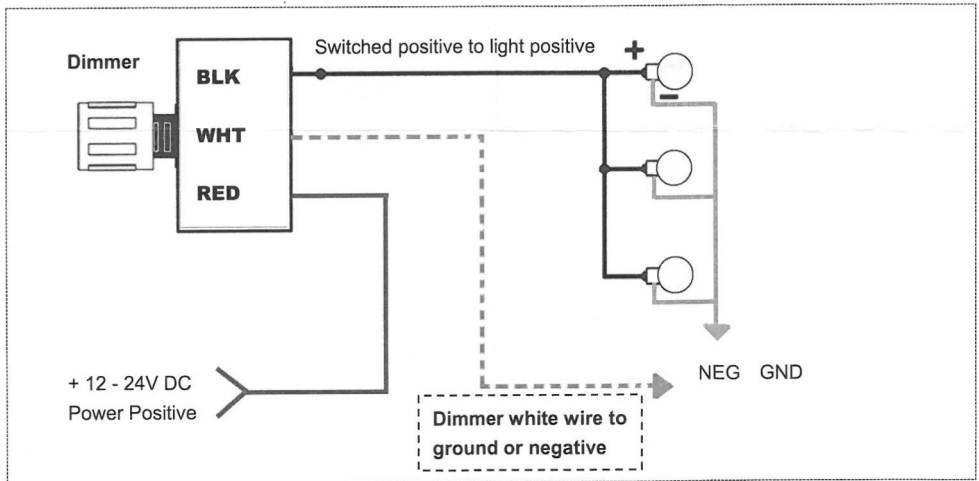 Switched positive to light positive
+
Dimmer
BLK
-
WHT
RED
+ 12 - 24V DC
Power Positive
NEG GND
Dimmer white wire to
ground or negative